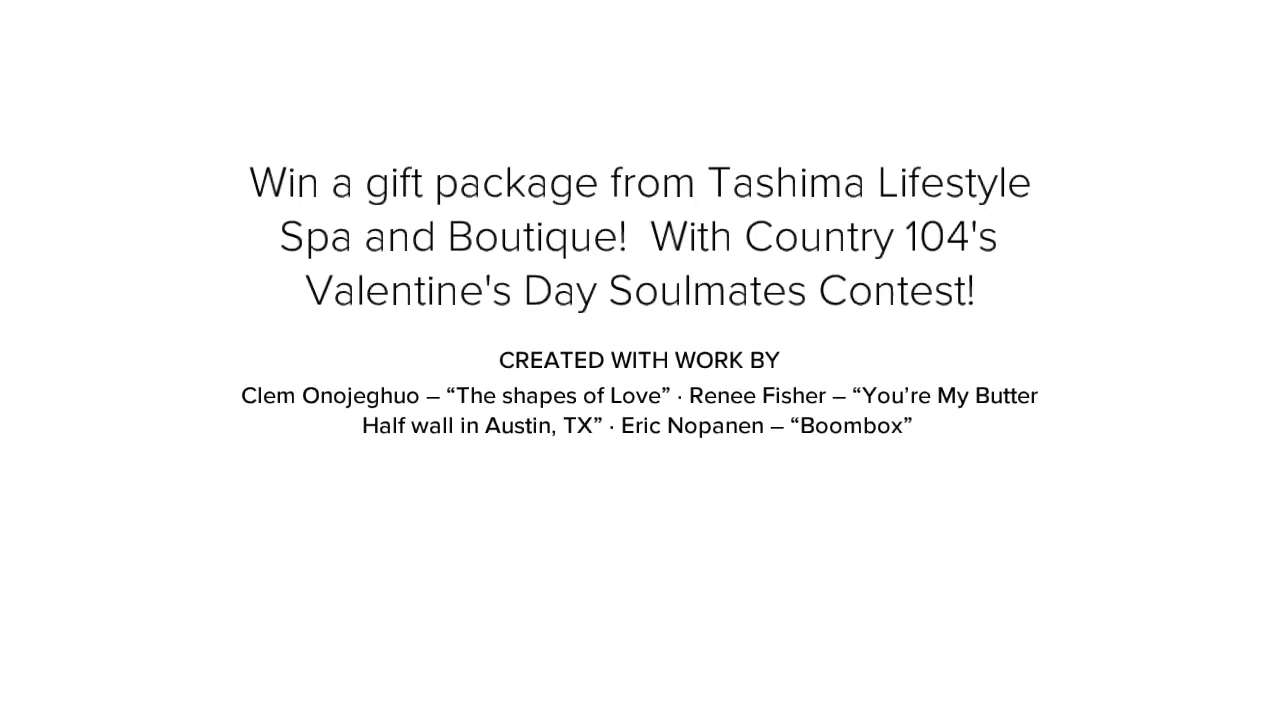 Win a gift package from Tashima Lifestyle
Spa and Boutique!  With Country 104's
Valentine's Day Soulmates Contest!
CREATED WITH WORK BY
Clem Onojeghuo – “The shapes of Love” · Renee Fisher – “You’re My Butter
Half wall in Austin, TX” · Eric Nopanen – “Boombox”